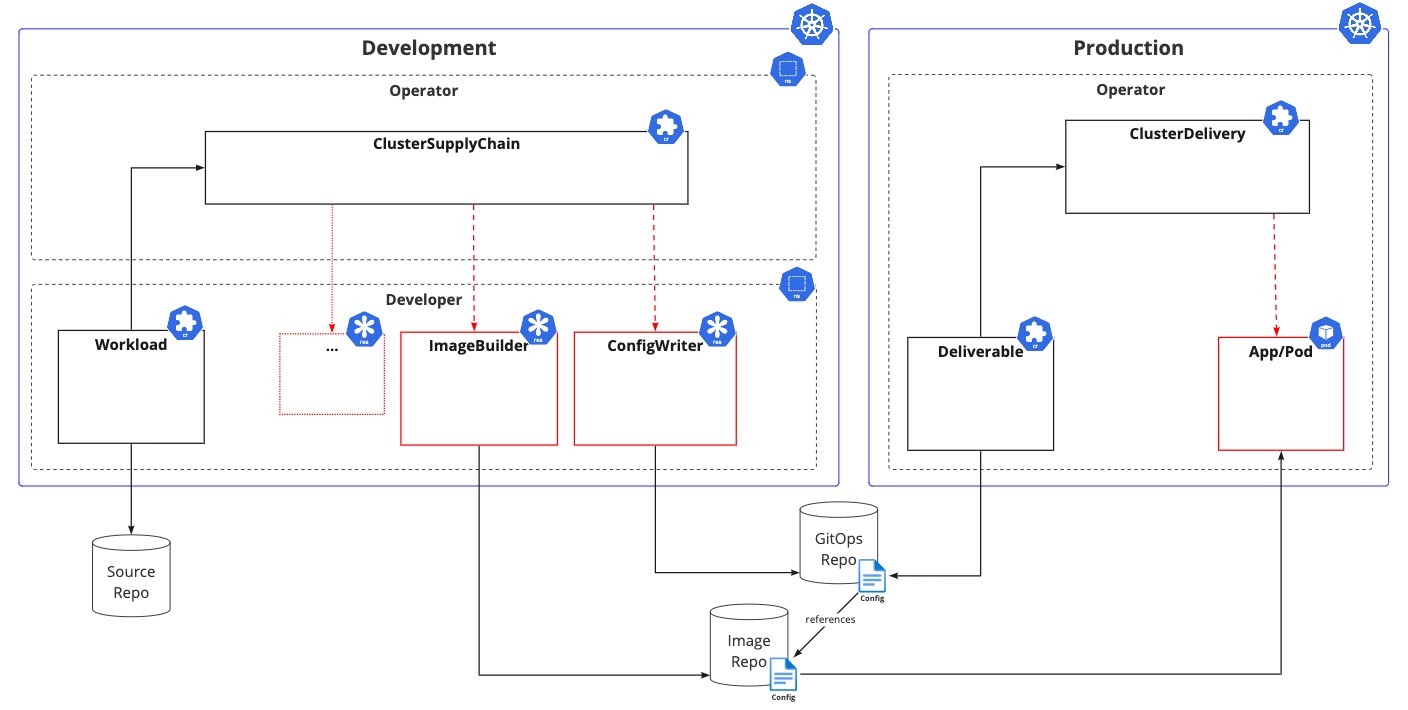 Development
ns
Operator
cr
ClusterSupplyChain
ns
Developer
cr
Workload
res
...
res
ImageBuilder
res
ConfigWriter
Production
Operator
cr
ClusterDelivery
cr
Deliverable
pod
App/Pod
Source
Repo
GitOps
Repo
Config
references
Image
Repo
Config